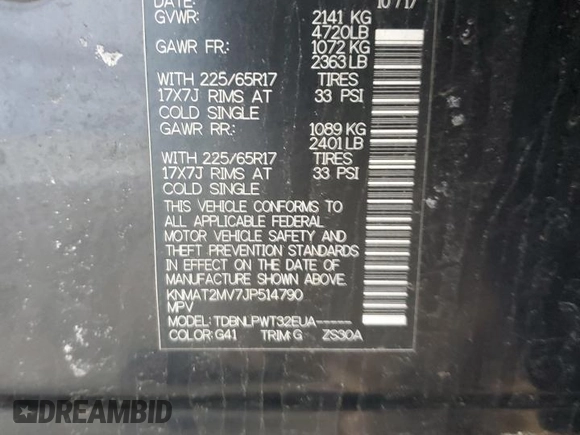 DATE: 10 / 17
GVWR: 2141 KG
4720LB
GAWR FR: 1072 KG
2363 LB
WITH 225/65R17 TIRES
17X7J RIMS AT 33 PSI
COLD SINGLE
GAWR RR: 1089 KG
2401 LB
WITH 225/65R17 TIRES
17X7J RIMS AT 33 PSI
COLD SINGLE
THIS VEHICLE CONFORMS TO
ALL APPLICABLE FEDERAL
MOTOR VEHICLE SAFETY AND
THEFT PREVENTION STANDARDS
IN EFFECT ON THE DATE OF
MANUFACTURE SHOWN ABOVE.
KNMAT2MV7JP514790
MPV
MODEL: TDBNLPWT32EUA-----
COLOR: G41 TRIM: G ZS30A
DREAMBID